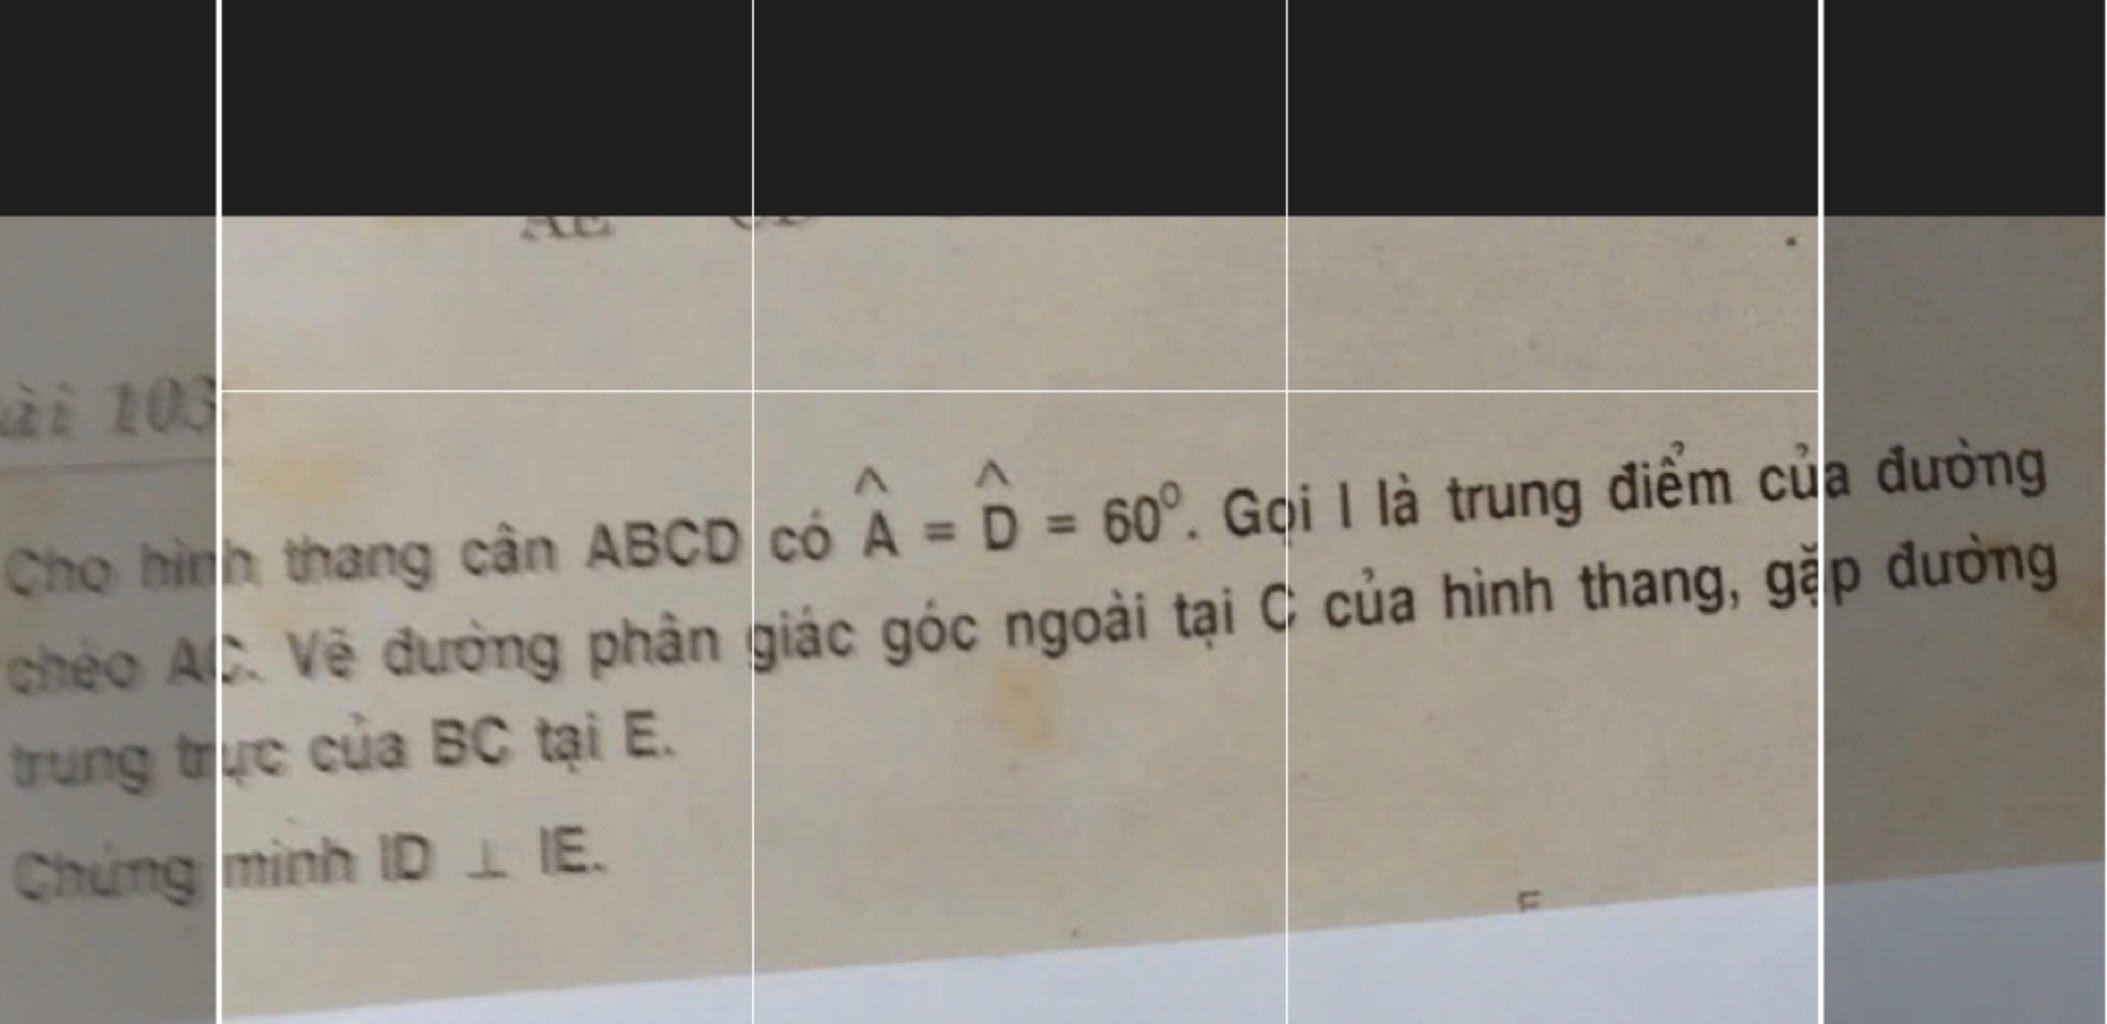 ài 103
Cho hình thang cân ABCD có Â = D̂ = 60⁰. Gọi I là trung điểm của đường
chéo AC. Vẽ đường phân giác góc ngoài tại C của hình thang, gặp đường
trung trực của BC tại E.
Chứng minh ID ⊥ IE.
E